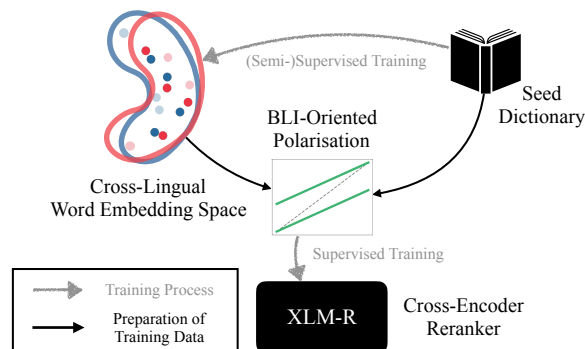 (Semi-)Supervised Training
Seed
Dictionary
BLI-Oriented
Polarisation
Cross-Lingual
Word Embedding Space
Supervised Training
Training Process
Preparation of
Training Data
XLM-R
Cross-Encoder
Reranker